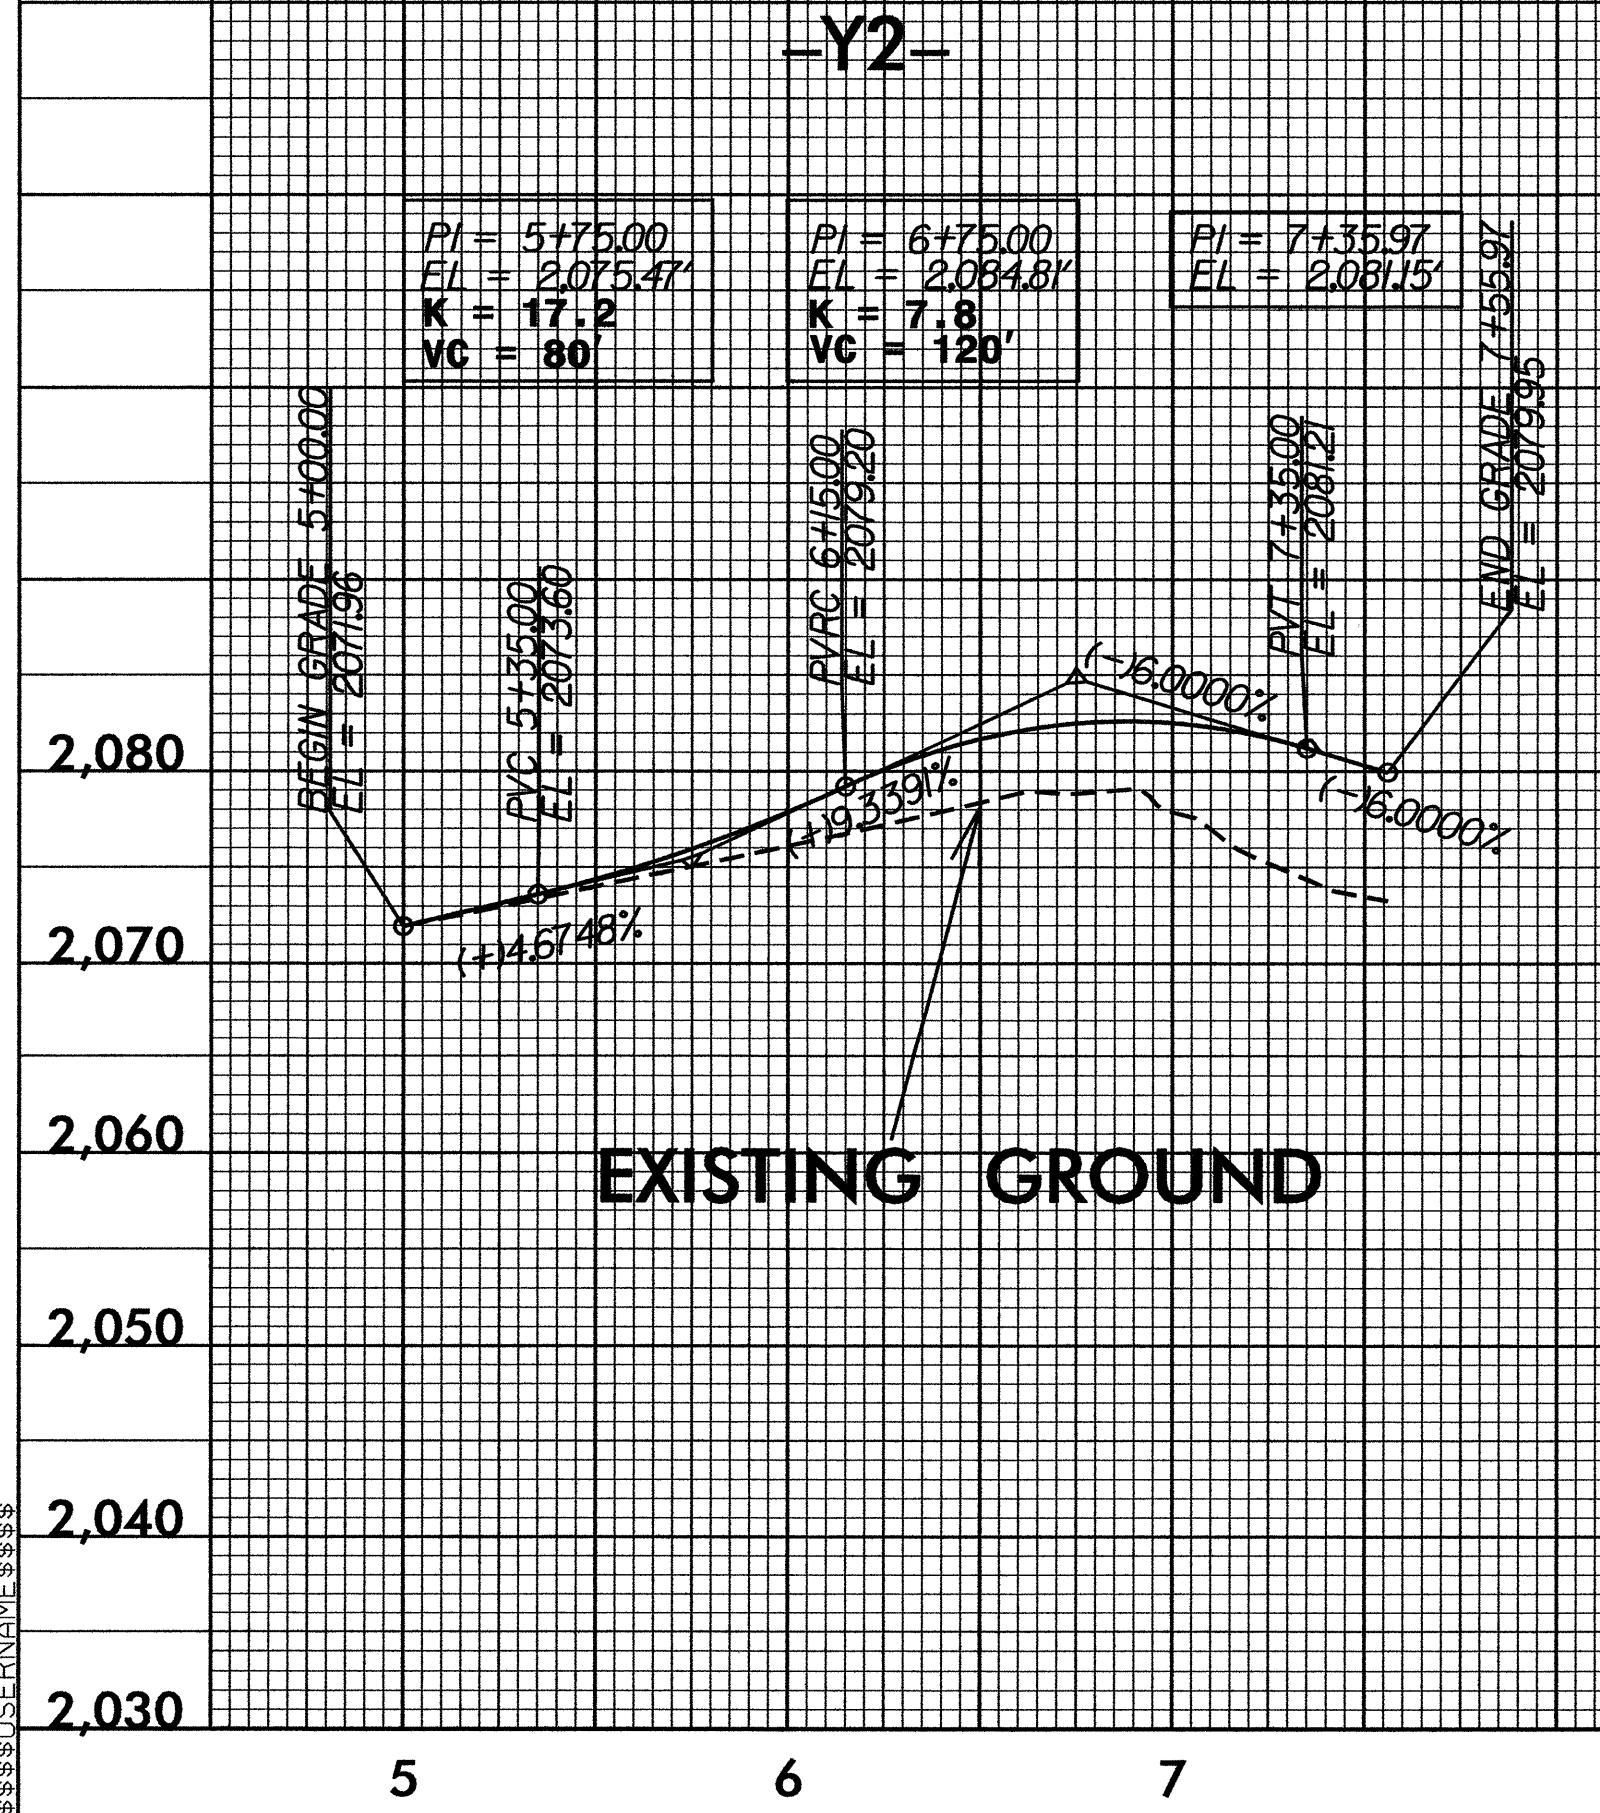 –Y2–
PI = 5+75.00
EL = 2,075.47'
K = 17.2
VC = 80'
PI = 6+75.00
EL = 2,084.81'
K = 7.8
VC = 120'
PI = 7+35.97
EL = 2,081.15'
BEGIN GRADE 5+00.00
EL = 2071.96
PVC 5+35.00
EL = 2073.60
PVRC 6+15.00
EL = 2079.20
PVT 7+35.00
EL = 2081.21
END GRADE 7+55.97
EL = 2079.95
(+)4.6748%
(+)9.3391%
(-)6.0000%
(-)6.0000%
EXISTING GROUND
2,080
2,070
2,060
2,050
2,040
2,030
5 6 7
$$$$$USERNAME$$$$$